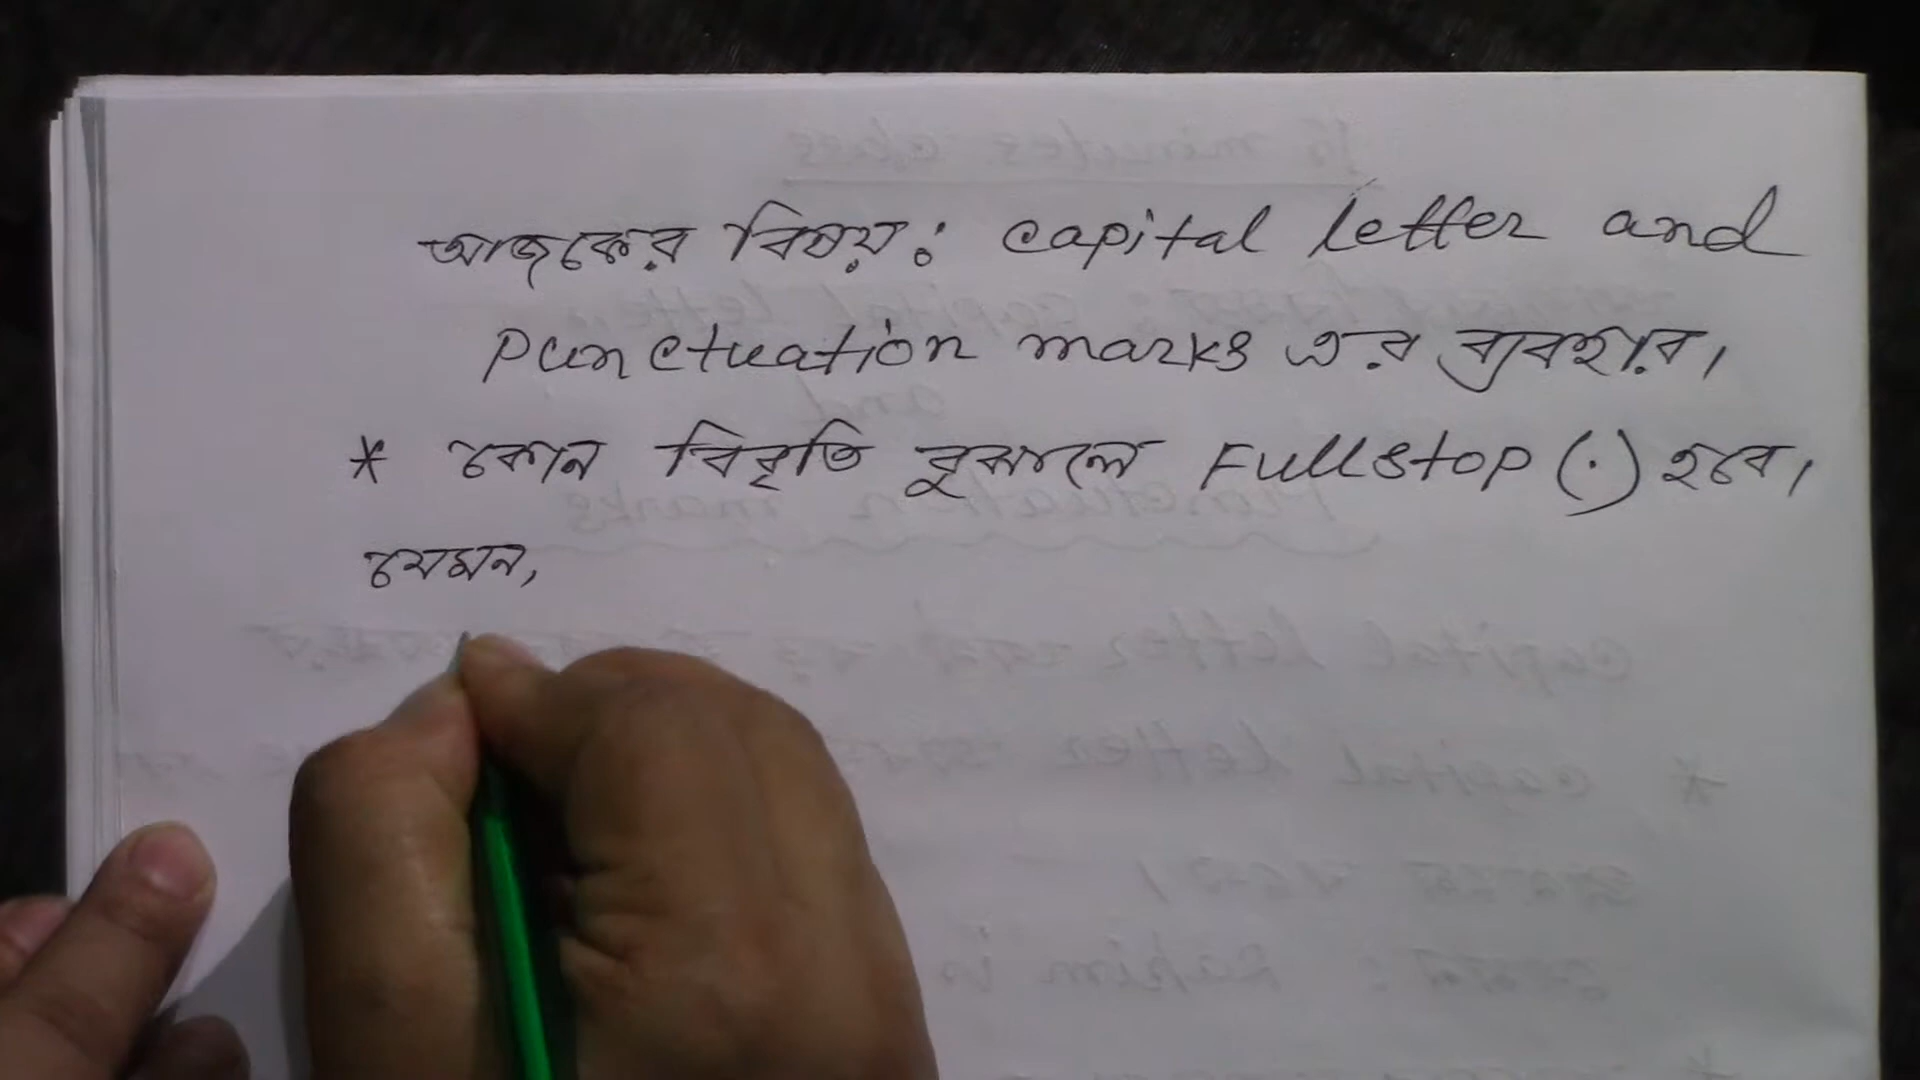 আজকের বিষয়: capital letter and
Punctuation marks এর ব্যবহার।
* কোন বিবৃতি বুঝালে Fullstop (.) হবে।
যেমন,